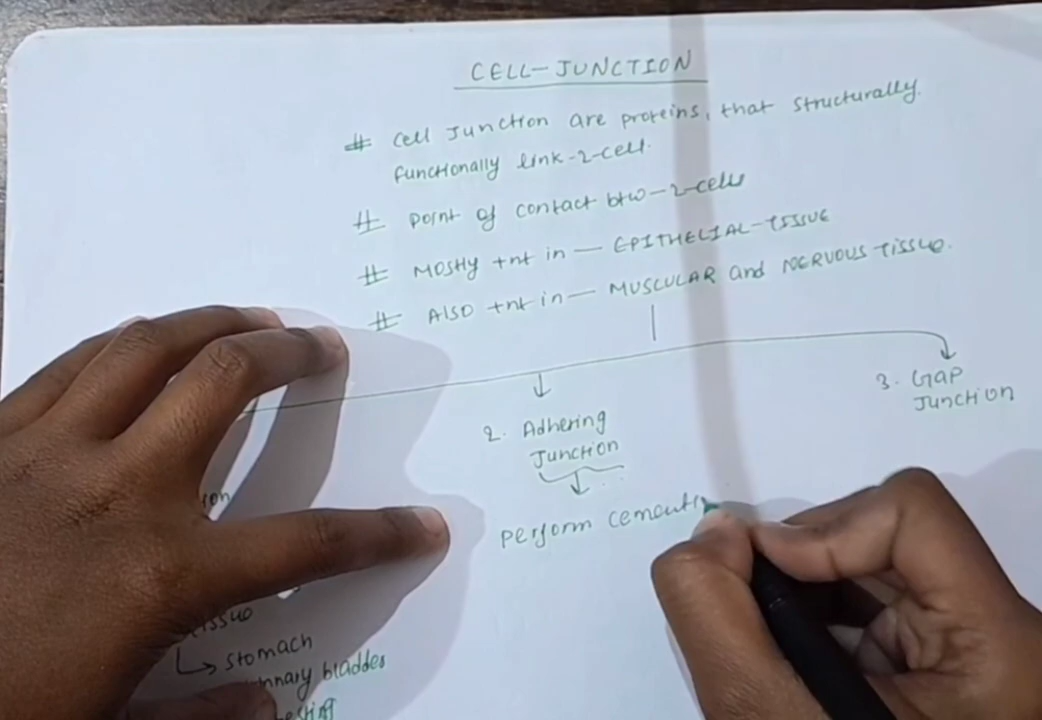 CELL-JUNCTION
# cell Junction are proteins, that structurally
functionally link-2-cell.
# point of contact btw-2-cells
# Mostly +nt in — EPITHELIAL-TISSUE
# Also +nt in — MUSCULAR and NERVOUS TISSUE.
2. Adhering
Junction
3. Gap
Junction
perform
stomach
bladder